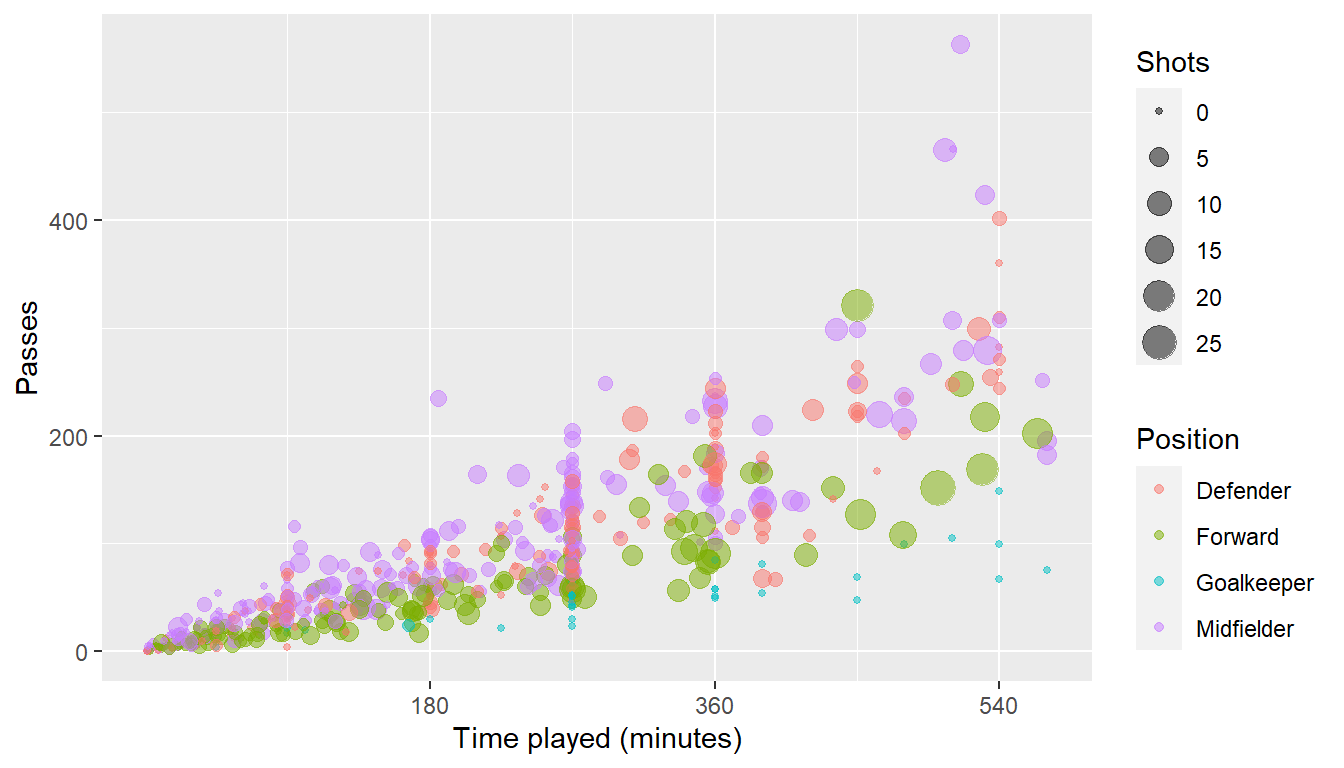 Passes
400
200
0
180
360
540
Time played (minutes)
Shots
0
5
10
15
20
25
Position
Defender
Forward
Goalkeeper
Midfielder